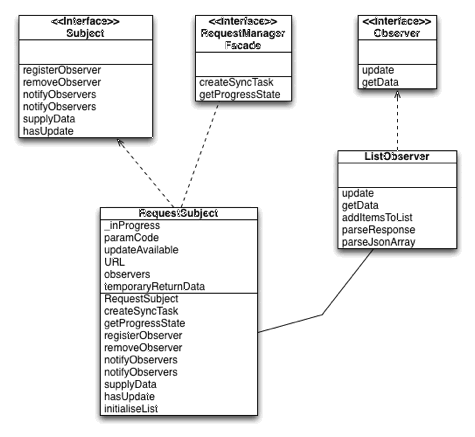 <<Interface>>
Subject
registerObserver
removeObserver
notifyObservers
notifyObservers
supplyData
hasUpdate
<<Interface>>
RequestManager
Facade
createSyncTask
getProgressState
<<Interface>>
Observer
update
getData
ListObserver
update
getData
addItemsToList
parseResponse
parseJsonArray
RequestSubject
_inProgress
paramCode
updateAvailable
URL
observers
temporaryReturnData
RequestSubject
createSyncTask
getProgressState
registerObserver
removeObserver
notifyObservers
notifyObservers
supplyData
hasUpdate
initialiseList